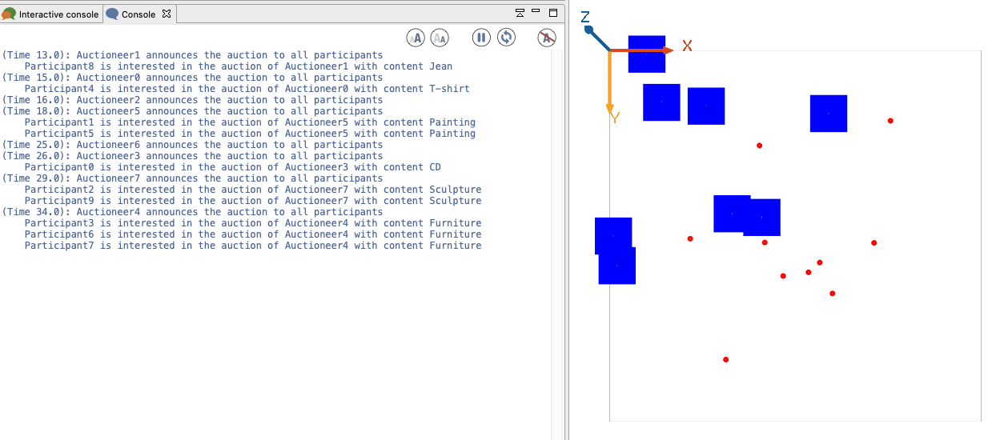 Interactive console
Console
AA
AA
A
(Time 13.0): Auctioneer1 announces the auction to all participants
Participant8 is interested in the auction of Auctioneer1 with content Jean
(Time 15.0): Auctioneer0 announces the auction to all participants
Participant4 is interested in the auction of Auctioneer0 with content T-shirt
(Time 16.0): Auctioneer2 announces the auction to all participants
(Time 18.0): Auctioneer5 announces the auction to all participants
Participant1 is interested in the auction of Auctioneer5 with content Painting
Participant5 is interested in the auction of Auctioneer5 with content Painting
(Time 25.0): Auctioneer6 announces the auction to all participants
(Time 26.0): Auctioneer3 announces the auction to all participants
Participant0 is interested in the auction of Auctioneer3 with content CD
(Time 29.0): Auctioneer7 announces the auction to all participants
Participant2 is interested in the auction of Auctioneer7 with content Sculpture
Participant9 is interested in the auction of Auctioneer7 with content Sculpture
(Time 34.0): Auctioneer4 announces the auction to all participants
Participant3 is interested in the auction of Auctioneer4 with content Furniture
Participant6 is interested in the auction of Auctioneer4 with content Furniture
Participant7 is interested in the auction of Auctioneer4 with content Furniture
Z
X
Y